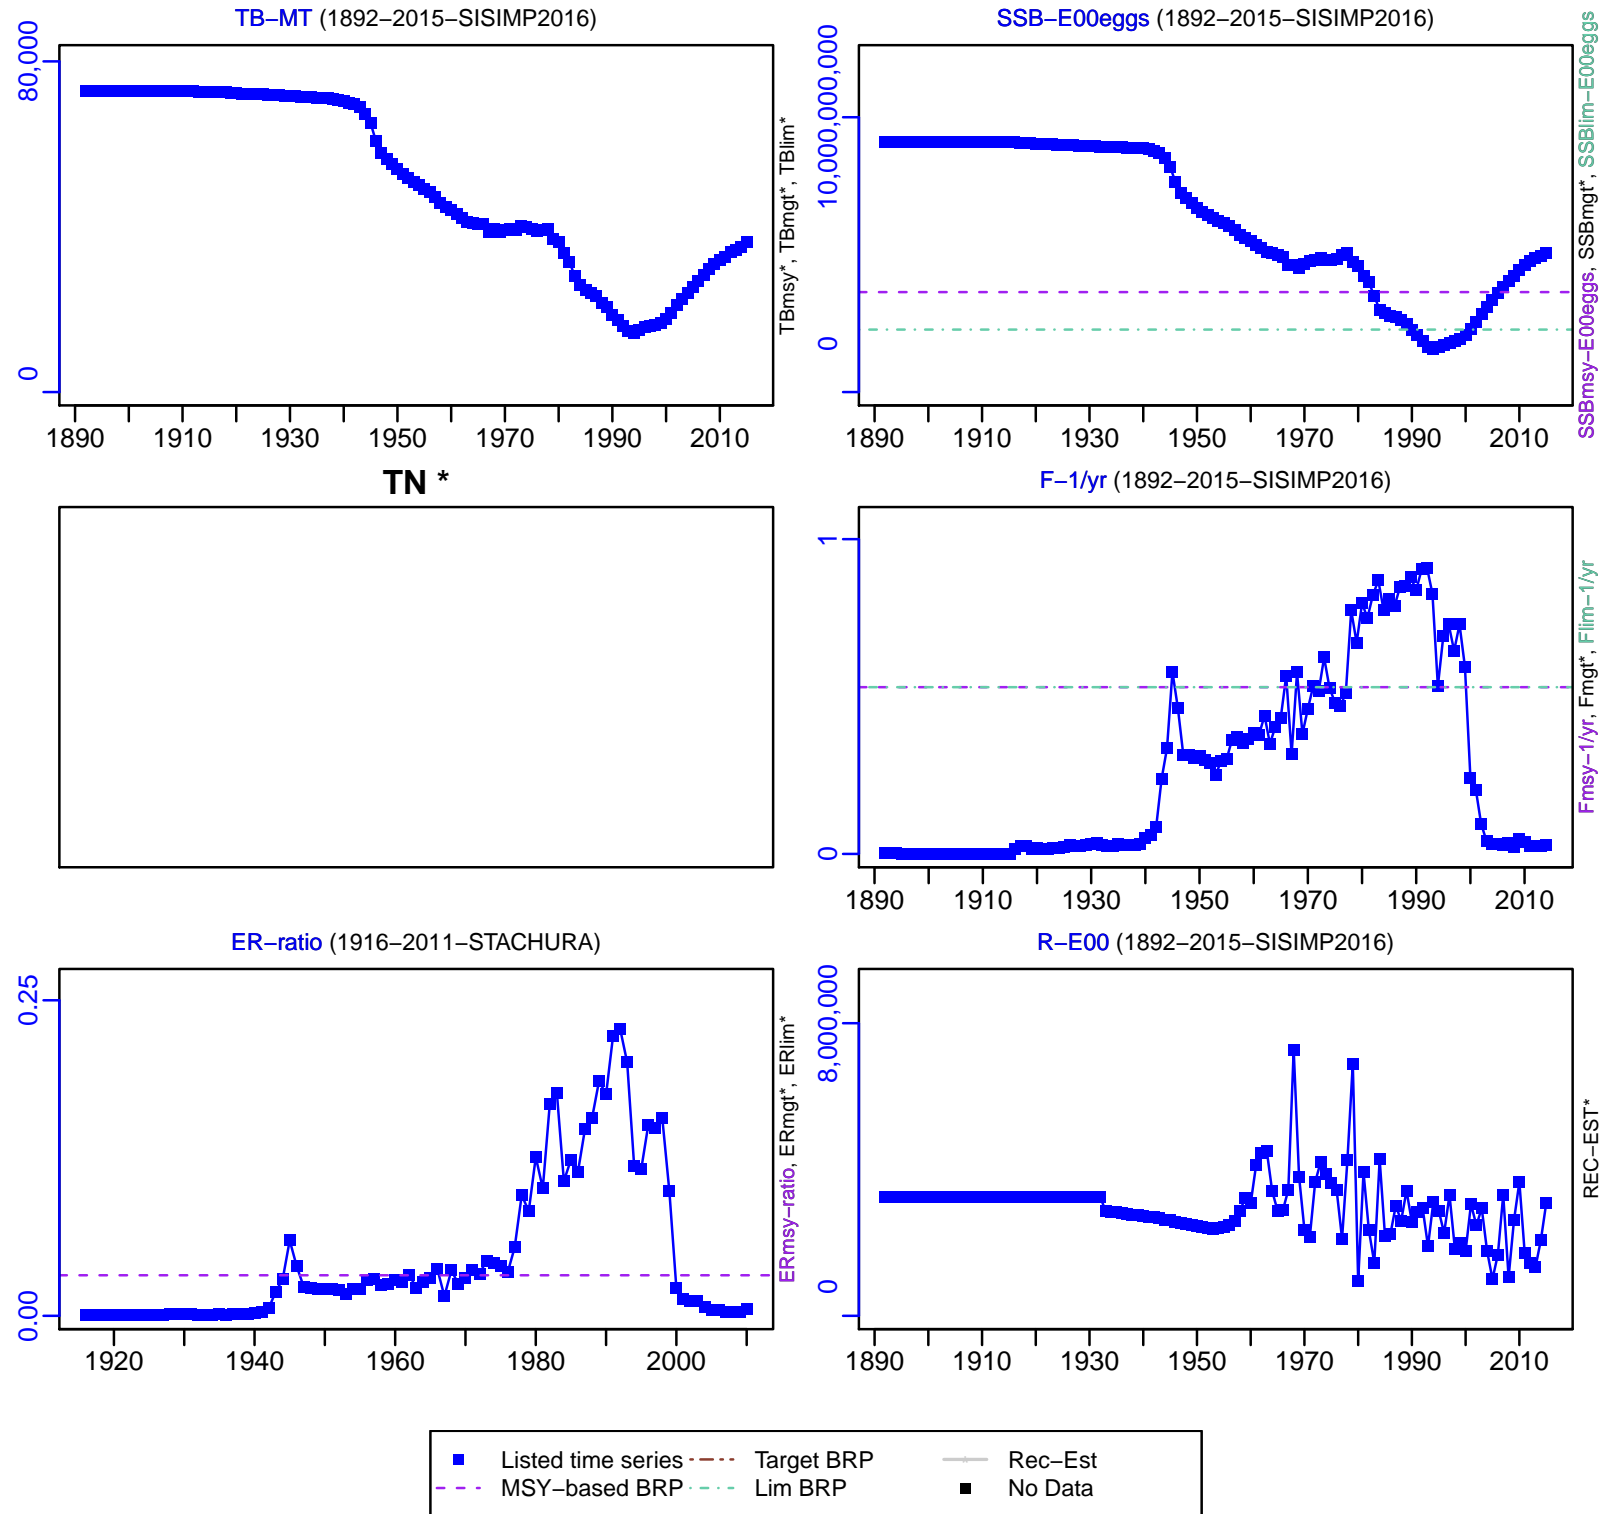 TB−MT (1892−2015−SISIMP2016)
80,000
0
TBmsy*, TBmgt*, TBlim*
1890 1910 1930 1950 1970 1990 2010
SSB−E00eggs (1892−2015−SISIMP2016)
10,000,000
0
SSBmsy−E00eggs, SSBmgt*, SSBlim−E00eggs
1890 1910 1930 1950 1970 1990 2010
TN *
F−1/yr (1892−2015−SISIMP2016)
1
0
Fmsy−1/yr, Fmgt*, Flim−1/yr
1890 1910 1930 1950 1970 1990 2010
ER−ratio (1916−2011−STACHURA)
0.25
0.00
ERmsy−ratio, ERmgt*, ERlim*
1920 1940 1960 1980 2000
R−E00 (1892−2015−SISIMP2016)
8,000,000
0
REC−EST*
1890 1910 1930 1950 1970 1990 2010
Listed time series Target BRP Rec−Est
MSY−based BRP Lim BRP No Data